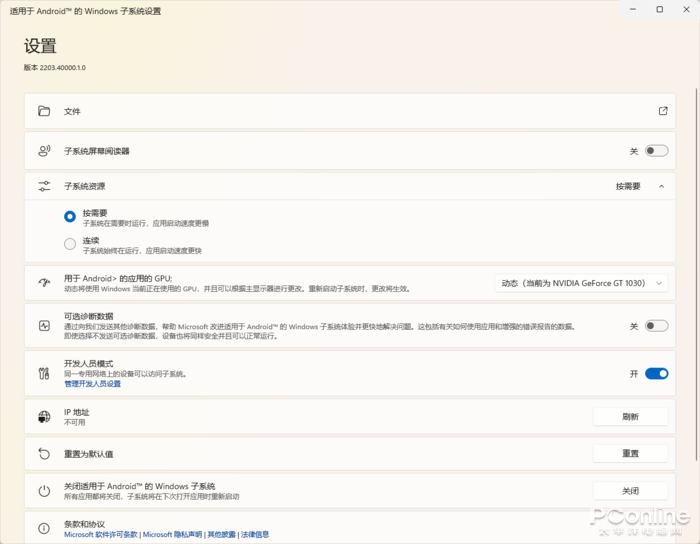 适用于 Android™ 的 Windows 子系统设置
设置
版本 2203.40000.1.0
文件
子系统屏幕阅读器
关
子系统资源
按需要
按需要
子系统在需要时运行，应用启动速度更慢
连续
子系统始终在运行，应用启动速度更快
用于 Android> 的应用的 GPU;
动态将使用 Windows 当前正在使用的 GPU，并且可以根据主显示器进行更改。重新启动子系统时，更改将生效。
动态（当前为 NVIDIA GeForce GT 1030）
可选诊断数据
通过向我们发送其他诊断数据，帮助 Microsoft 改进适用于 Android™ 的 Windows 子系统体验并更快地解决问题。这包括有关如何使用应用和增强的错误报告的数据。
即使选择不发送可选诊断数据，设备也将同样安全并且可以正常运行。
关
开发人员模式
同一专用网络上的设备可以访问子系统。
管理开发人员设置
开
IP 地址
不可用
刷新
重置为默认值
重置
关闭适用于 Android™ 的 Windows 子系统
所有应用都将关闭，子系统将在下次打开应用时重新启动
关闭
条款和协议
Microsoft 软件许可条款 | Microsoft 隐私声明 | 其他披露 | 法律信息
PConline
太平洋电脑网